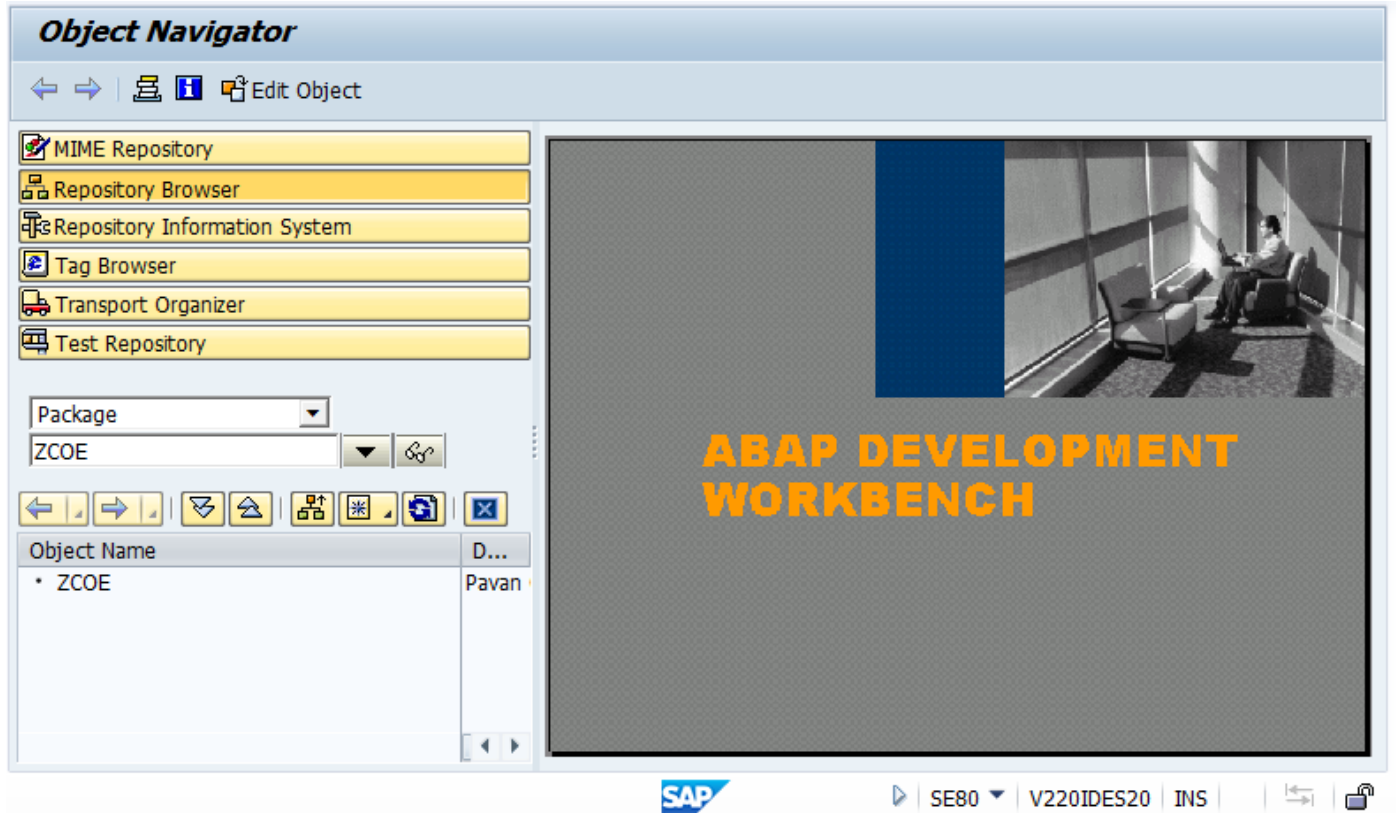 Object Navigator
Edit Object
MIME Repository
Repository Browser
Repository Information System
Tag Browser
Transport Organizer
Test Repository
Package
ZCOE
Object Name D...
ZCOE Pavan
ABAP DEVELOPMENT
WORKBENCH
SAP SE80 V220IDES20 INS